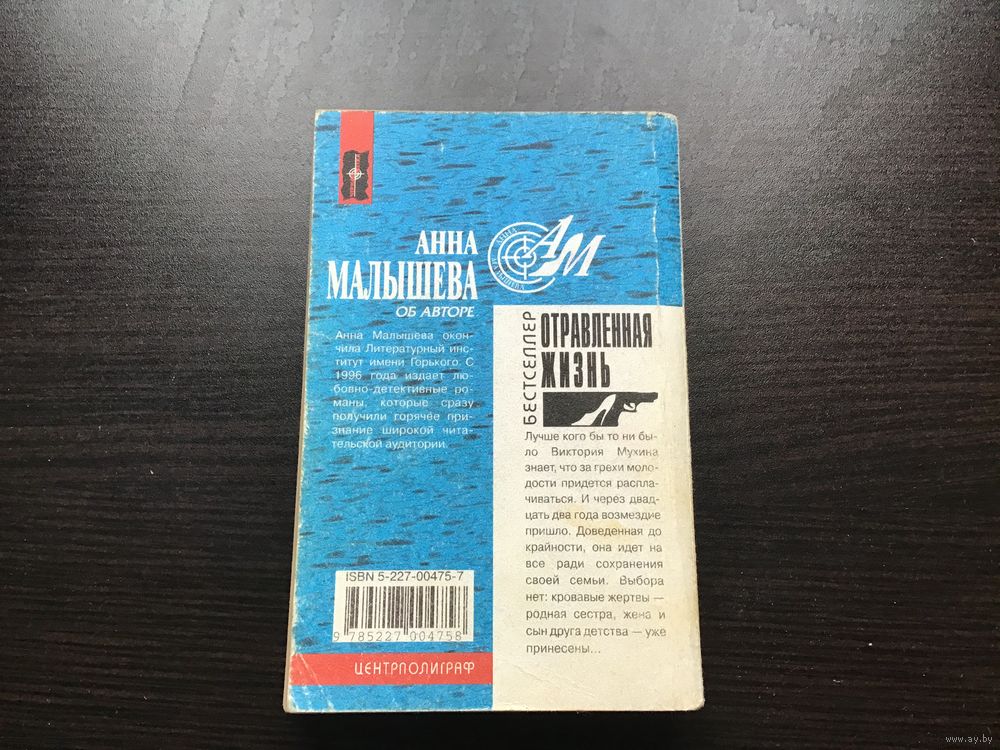 АННА
МАЛЫШЕВА
ОБ АВТОРЕ
Анна Малышева окон-
чила Литературный инс-
титут имени Горького. С
1996 года издает лю-
бовно-детективные ро-
маны, которые сразу
получили горячее при-
знание широкой чита-
тельской аудитории.
АННА
МАЛЫШЕВА
АМ
БЕСТСЕЛЛЕР
ОТРАВЛЕННАЯ
ЖИЗНЬ
Лучше кого бы то ни бы-
ло Виктория Мухина
знает, что за грехи моло-
дости придется распла-
чиваться. И через двад-
цать два года возмездие
пришло. Доведенная до
крайности, она идет на
все ради сохранения
своей семьи. Выбора
нет: кровавые жертвы —
родная сестра, жена и
сын друга детства — уже
принесены...
ISBN 5-227-00475-7
9 785227 004758
ЦЕНТРПОЛИГРАФ
www.ay.by